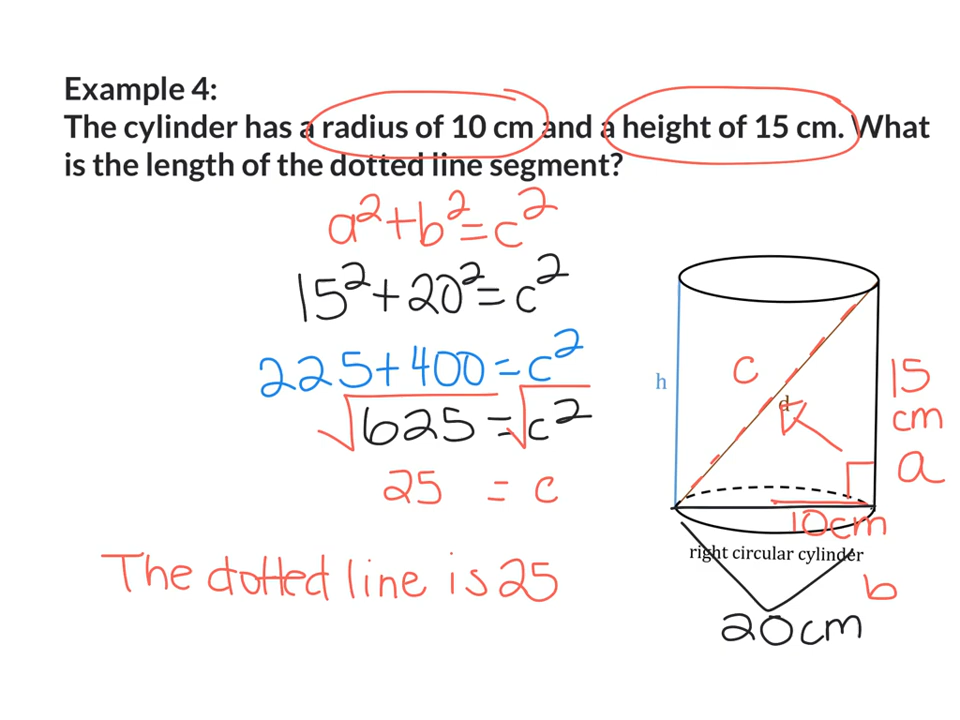 Example 4:
The cylinder has a radius of 10 cm and a height of 15 cm. What
is the length of the dotted line segment?
a²+b²=c²
15²+20²=c²
225+400=c²
√625=√c²
25 = c
The dotted line is 25
h
c
d
15
cm
a
10cm
right circular cylinder
b
20cm